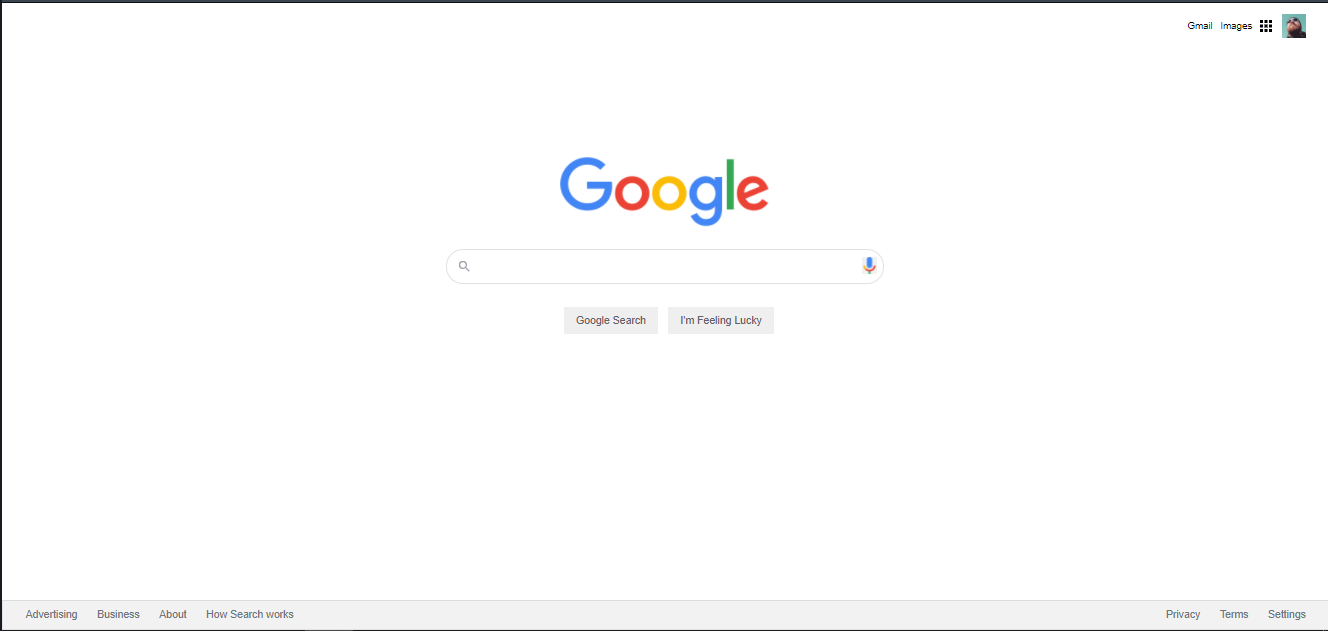 Gmail Images
Google
Google Search I'm Feeling Lucky
Advertising Business About How Search works Privacy Terms Settings